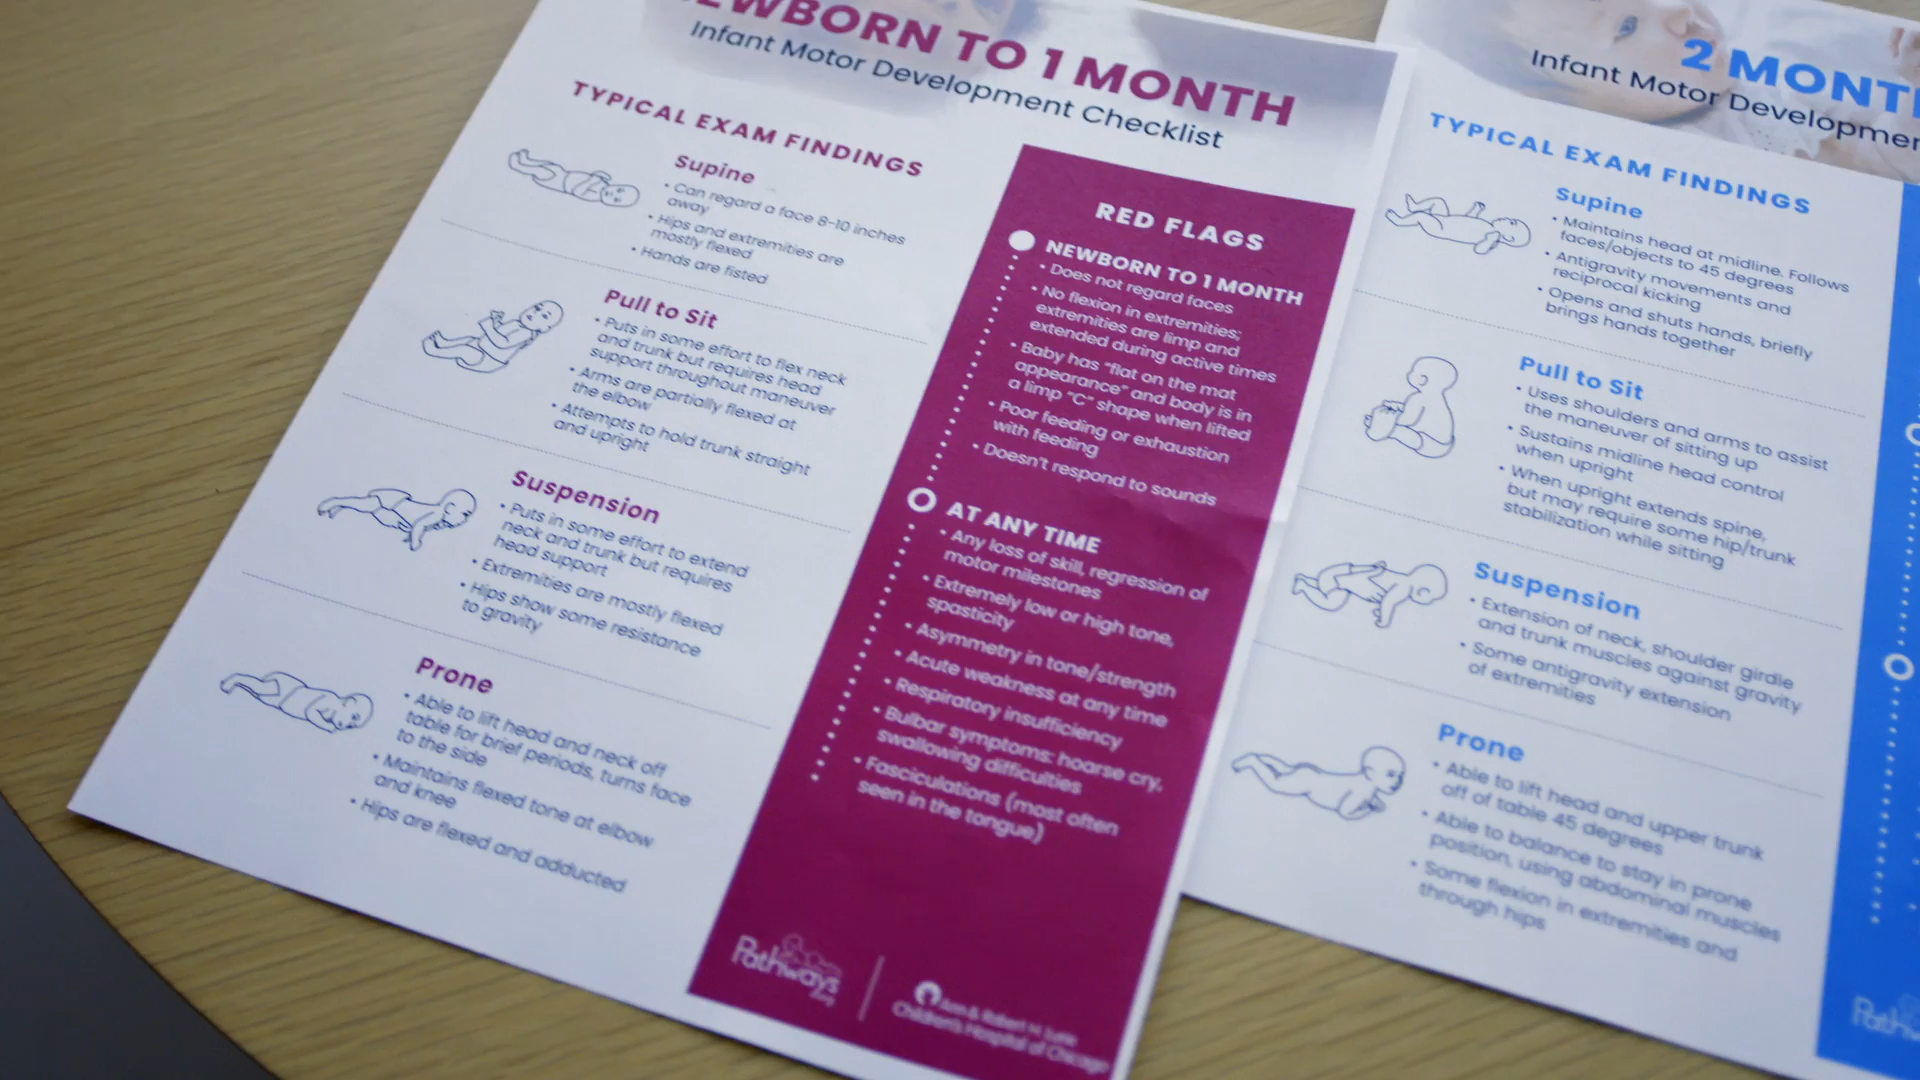 NEWBORN TO 1 MONTH
Infant Motor Development Checklist
TYPICAL EXAM FINDINGS
Supine
• Can regard a face 8-10 inches
away
• Hips and extremities are
mostly flexed
• Hands are fisted
Pull to Sit
• Puts in some effort to flex neck
and trunk but requires head
support throughout maneuver
• Arms are partially flexed at
the elbow
• Attempts to hold trunk straight
and upright
Suspension
• Puts in some effort to extend
neck and trunk but requires
head support
• Extremities are mostly flexed
• Hips show some resistance
to gravity
Prone
• Able to lift head and neck off
table for brief periods, turns face
to the side
• Maintains flexed tone at elbow
and knee
• Hips are flexed and adducted
RED FLAGS
NEWBORN TO 1 MONTH
• Does not regard faces
• No flexion in extremities;
extremities are limp and
extended during active times
• Baby has “flat on the mat
appearance” and body is in
a limp “C” shape when lifted
• Poor feeding or exhaustion
with feeding
• Doesn't respond to sounds
AT ANY TIME
• Any loss of skill, regression of
motor milestones
• Extremely low or high tone,
spasticity
• Asymmetry in tone/strength
• Acute weakness at any time
• Respiratory insufficiency
• Bulbar symptoms: hoarse cry,
swallowing difficulties
• Fasciculations (most often
seen in the tongue)
Pathways
Ann & Robert H. Lurie
Children's Hospital of Chicago
2 MONT
Infant Motor Developmen
TYPICAL EXAM FINDINGS
Supine
• Maintains head at midline. Follows
faces/objects to 45 degrees
• Antigravity movements and
reciprocal kicking
• Opens and shuts hands, briefly
brings hands together
Pull to Sit
• Uses shoulders and arms to assist
the maneuver of sitting up
• Sustains midline head control
when upright
• When upright extends spine,
but may require some hip/trunk
stabilization while sitting
Suspension
• Extension of neck, shoulder girdle
and trunk muscles against gravity
• Some antigravity extension
of extremities
Prone
• Able to lift head and upper trunk
off of table 45 degrees
• Able to balance to stay in prone
position, using abdominal muscles
• Some flexion in extremities and
through hips
Path